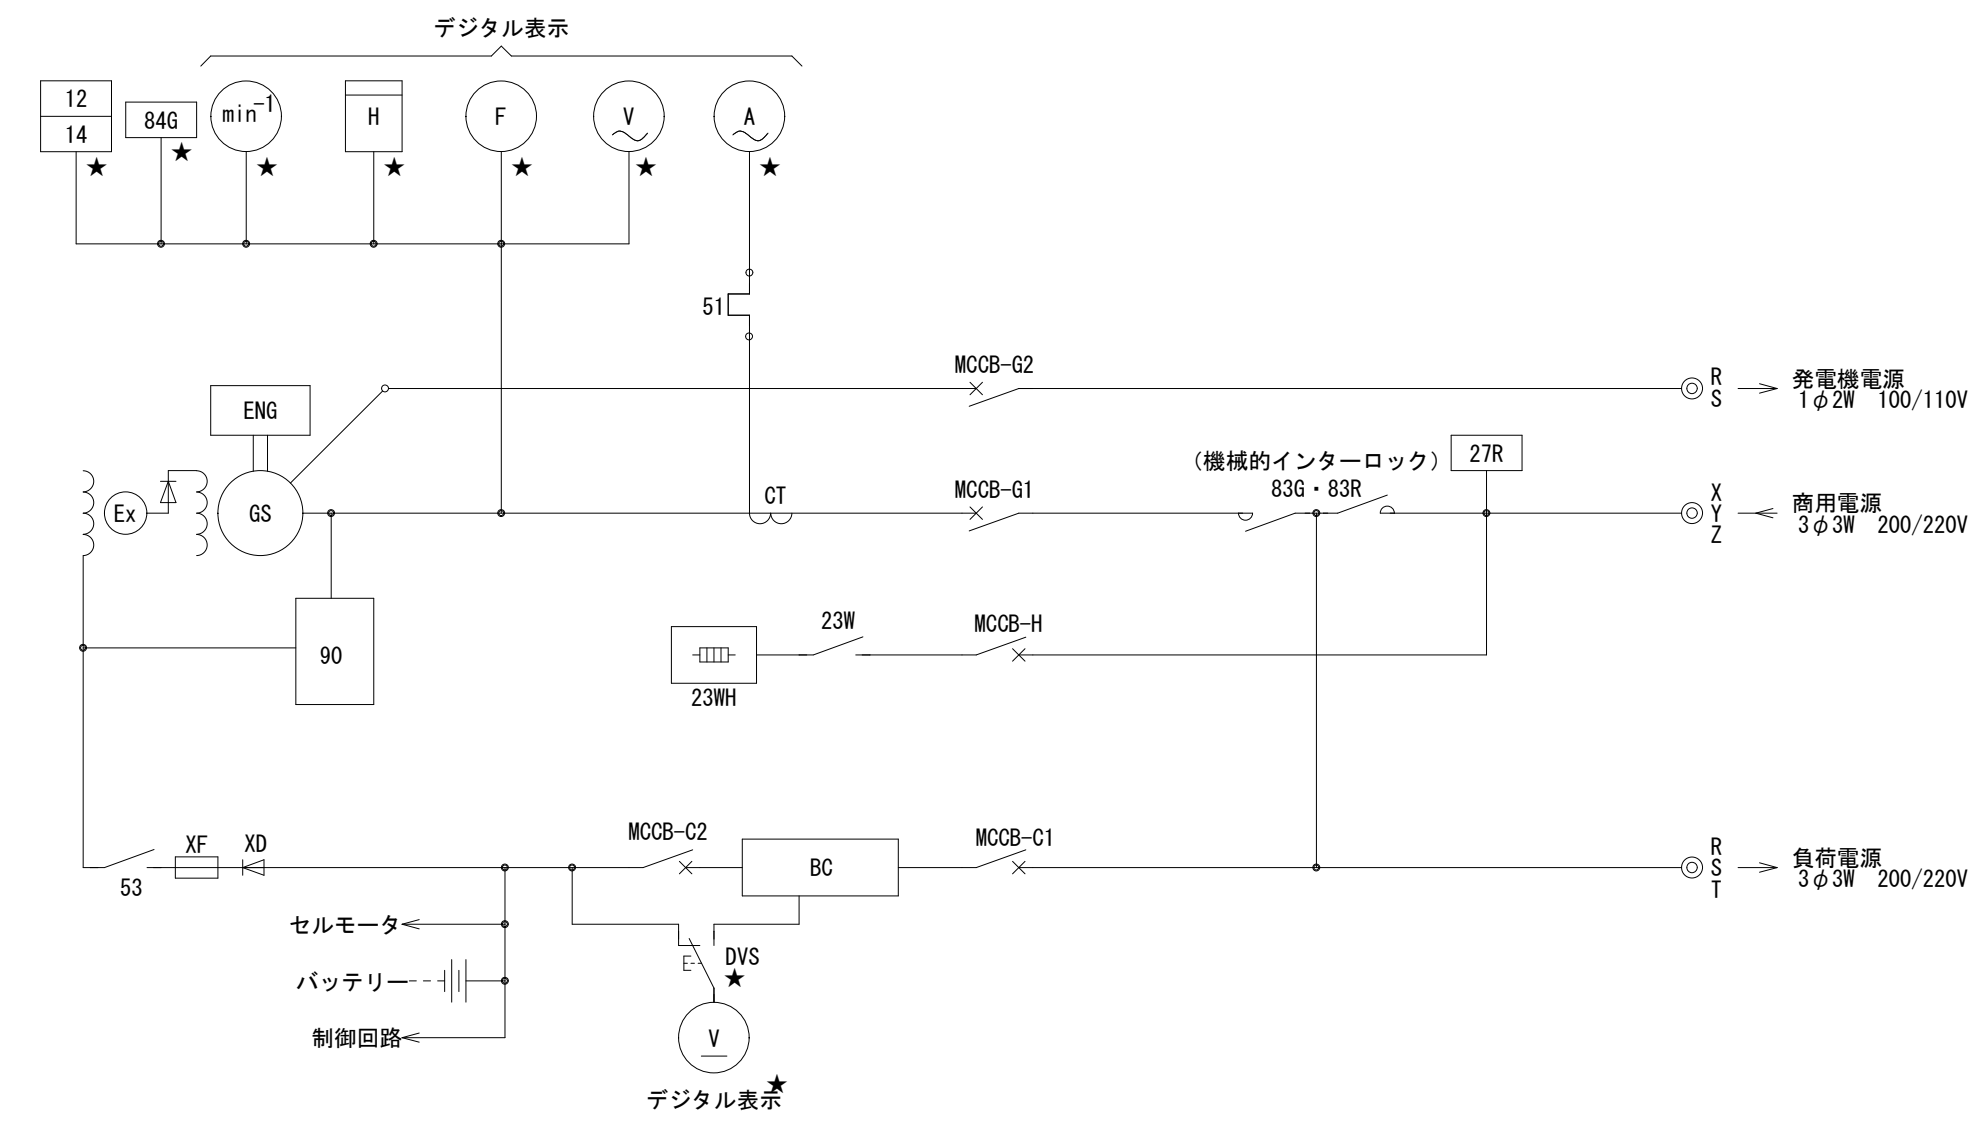 デジタル表示
12
14
84G
min-1
H
F
V
A
★
★
★
★
★
★
★
51
MCCB-G2
R
S
発電機電源
1φ2W 100/110V
ENG
27R
(機械的インターロック)
83G・83R
Ex
GS
CT
MCCB-G1
X
Y
Z
商用電源
3φ3W 200/220V
90
23W
MCCB-H
23WH
XF
XD
53
MCCB-C2
BC
MCCB-C1
R
S
T
負荷電源
3φ3W 200/220V
セルモータ
バッテリー
制御回路
DVS
★
V
★
デジタル表示